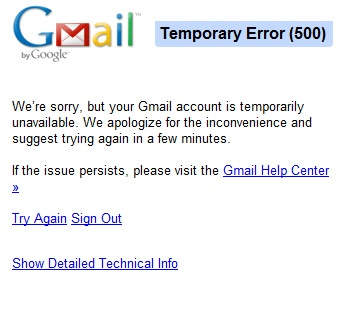 Gmail™
by Google™
Temporary Error (500)
We're sorry, but your Gmail account is temporarily
unavailable. We apologize for the inconvenience and
suggest trying again in a few minutes.
If the issue persists, please visit the Gmail Help Center
»
Try Again Sign Out
Show Detailed Technical Info